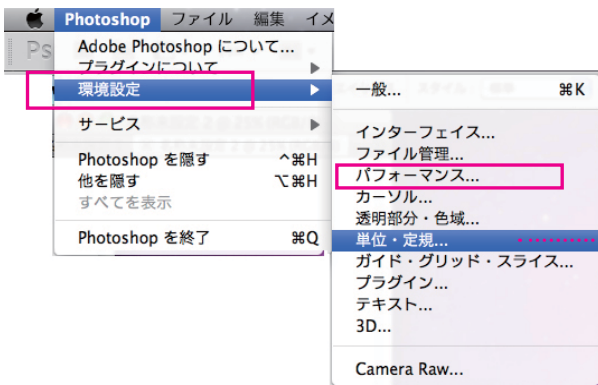 Photoshop ファイル 編集 イメ
Ps
Adobe Photoshop について...
プラグインについて
環境設定
サービス
Photoshop を隠す ^⌘H
他を隠す ⌥⌘H
すべてを表示
Photoshop を終了 ⌘Q
一般... ⌘K
インターフェイス...
ファイル管理...
パフォーマンス...
カーソル...
透明部分・色域...
単位・定規...
ガイド・グリッド・スライス...
プラグイン...
テキスト...
3D...
Camera Raw...